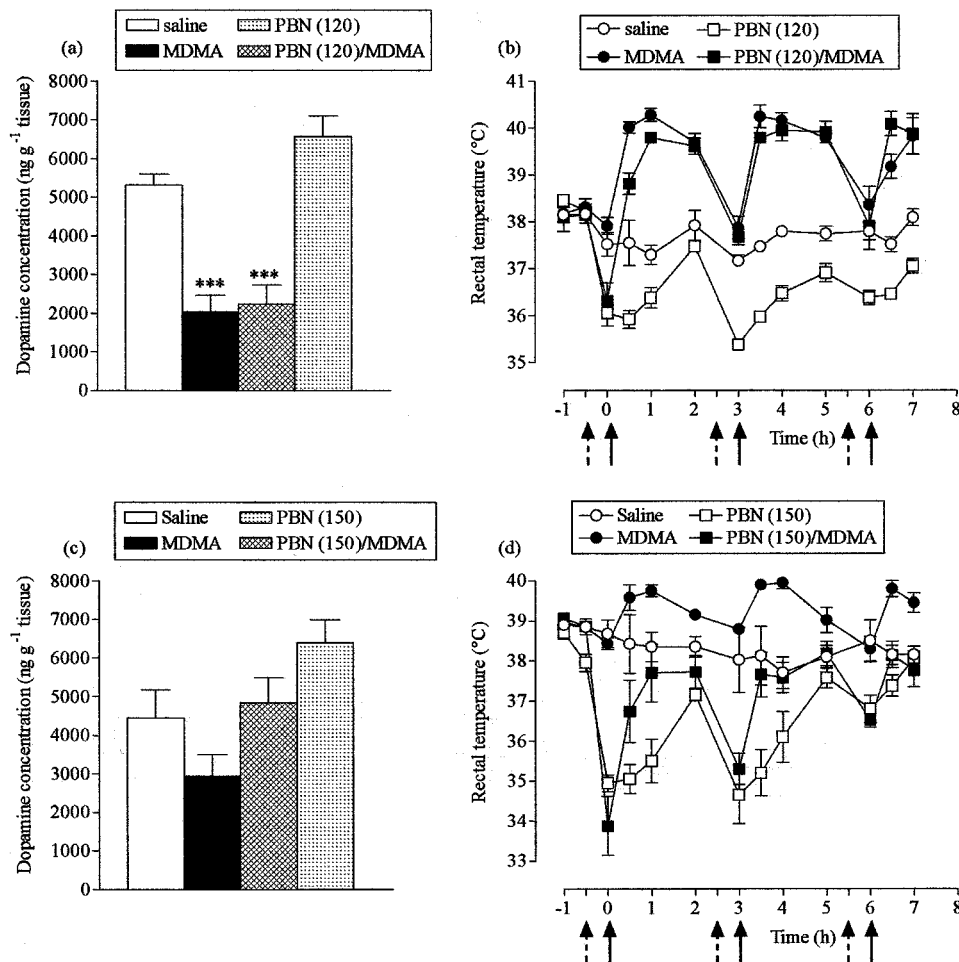 (a)
saline PBN (120)
MDMA PBN (120)/MDMA
Dopamine concentration (ng g⁻¹ tissue)
8000
7000
6000
5000
4000
3000
2000
1000
0
*** ***
(b)
saline PBN (120)
MDMA PBN (120)/MDMA
Rectal temperature (°C)
41
40
39
38
37
36
35
-1 0 1 2 3 4 5 6 7 8
Time (h)
(c)
Saline PBN (150)
MDMA PBN (150)/MDMA
Dopamine concentration (ng g⁻¹ tissue)
8000
7000
6000
5000
4000
3000
2000
1000
0
(d)
Saline PBN (150)
MDMA PBN (150)/MDMA
Rectal temperature (°C)
40
39
38
37
36
35
34
33
-1 0 1 2 3 4 5 6 7 8
Time (h)